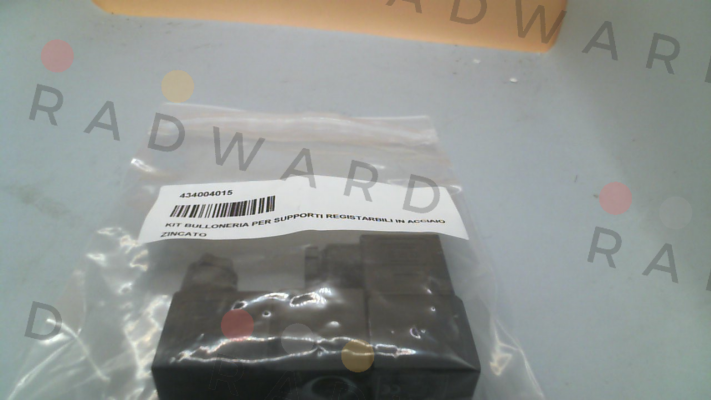 RADWARD
RADWARD
434004015
KIT BULLONERIA PER SUPPORTI REGISTARBILI IN ACCIAIO
ZINCATO
RA
D